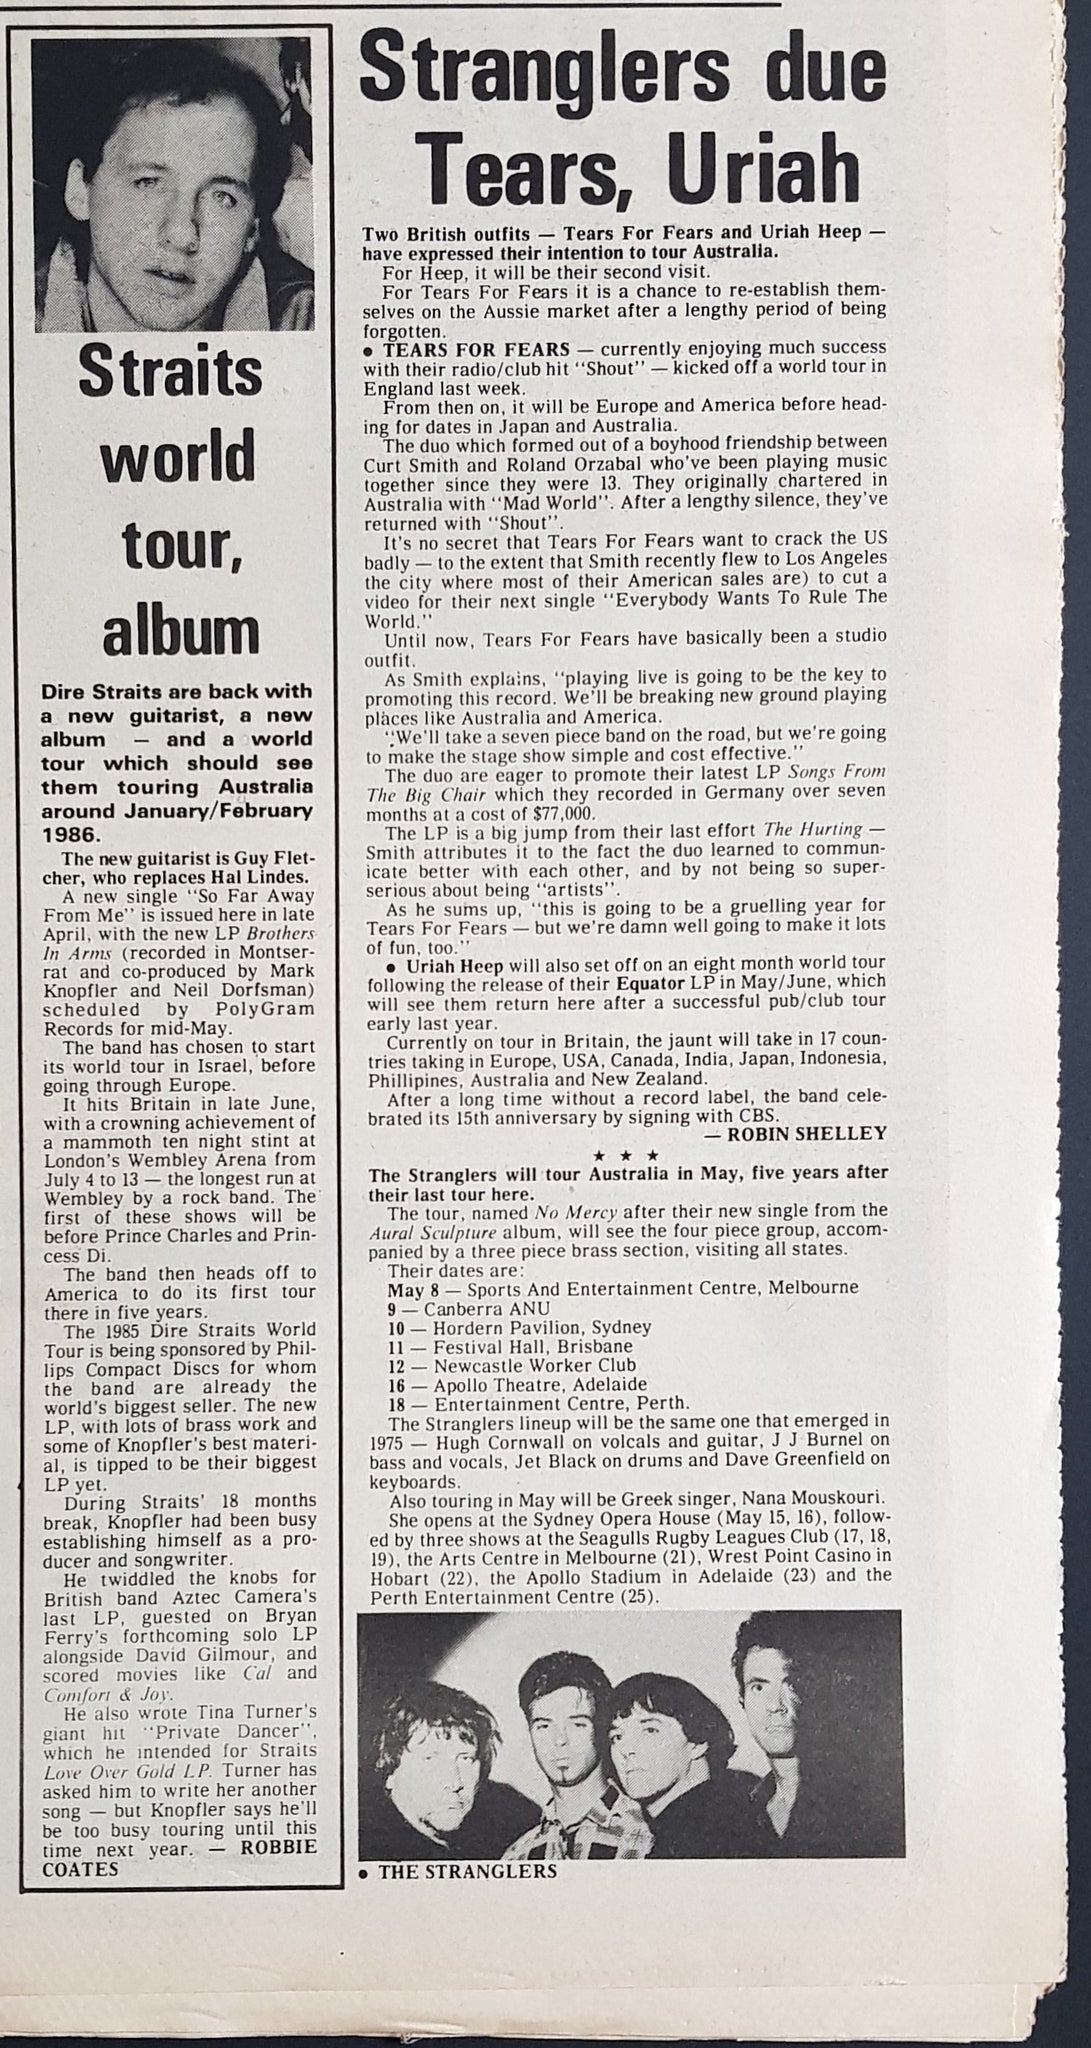 Straits
world
tour,
album
Dire Straits are back with
a new guitarist, a new
album — and a world
tour which should see
them touring Australia
around January/February
1986.
The new guitarist is Guy Flet-
cher, who replaces Hal Lindes.
A new single "So Far Away
From Me" is issued here in late
April, with the new LP Brothers
In Arms (recorded in Montser-
rat and co-produced by Mark
Knopfler and Neil Dorfsman)
scheduled by PolyGram
Records for mid-May.
The band has chosen to start
its world tour in Israel, before
going through Europe.
It hits Britain in late June,
with a crowning achievement of
a mammoth ten night stint at
London's Wembley Arena from
July 4 to 13 — the longest run at
Wembley by a rock band. The
first of these shows will be
before Prince Charles and Prin-
cess Di.
The band then heads off to
America to do its first tour
there in five years.
The 1985 Dire Straits World
Tour is being sponsored by Phil-
lips Compact Discs for whom
the band are already the
world's biggest seller. The new
LP, with lots of brass work and
some of Knopfler's best materi-
al, is tipped to be their biggest
LP yet.
During Straits' 18 months
break, Knopfler had been busy
establishing himself as a pro-
ducer and songwriter.
He twiddled the knobs for
British band Aztec Camera's
last LP, guested on Bryan
Ferry's forthcoming solo LP
alongside David Gilmour, and
scored movies like Cal and
Comfort & Joy.
He also wrote Tina Turner's
giant hit "Private Dancer",
which he intended for Straits
Love Over Gold LP. Turner has
asked him to write her another
song — but Knopfler says he'll
be too busy touring until this
time next year. — ROBBIE
COATES
Stranglers due
Tears, Uriah
Two British outfits — Tears For Fears and Uriah Heep —
have expressed their intention to tour Australia.
For Heep, it will be their second visit.
For Tears For Fears it is a chance to re-establish them-
selves on the Aussie market after a lengthy period of being
forgotten.
● TEARS FOR FEARS — currently enjoying much success
with their radio/club hit "Shout" — kicked off a world tour in
England last week.
From then on, it will be Europe and America before head-
ing for dates in Japan and Australia.
The duo which formed out of a boyhood friendship between
Curt Smith and Roland Orzabal who've been playing music
together since they were 13. They originally chartered in
Australia with "Mad World". After a lengthy silence, they've
returned with "Shout".
It's no secret that Tears For Fears want to crack the US
badly — to the extent that Smith recently flew to Los Angeles
the city where most of their American sales are) to cut a
video for their next single "Everybody Wants To Rule The
World."
Until now, Tears For Fears have basically been a studio
outfit.
As Smith explains, "playing live is going to be the key to
promoting this record. We'll be breaking new ground playing
places like Australia and America.
"We'll take a seven piece band on the road, but we're going
to make the stage show simple and cost effective."
The duo are eager to promote their latest LP Songs From
The Big Chair which they recorded in Germany over seven
months at a cost of $77,000.
The LP is a big jump from their last effort The Hurting —
Smith attributes it to the fact the duo learned to commun-
icate better with each other, and by not being so super-
serious about being "artists".
As he sums up, "this is going to be a gruelling year for
Tears For Fears — but we're damn well going to make it lots
of fun, too."
● Uriah Heep will also set off on an eight month world tour
following the release of their Equator LP in May/June, which
will see them return here after a successful pub/club tour
early last year.
Currently on tour in Britain, the jaunt will take in 17 coun-
tries taking in Europe, USA, Canada, India, Japan, Indonesia,
Phillipines, Australia and New Zealand.
After a long time without a record label, the band cele-
brated its 15th anniversary by signing with CBS.
— ROBIN SHELLEY
★ ★ ★
The Stranglers will tour Australia in May, five years after
their last tour here.
The tour, named No Mercy after their new single from the
Aural Sculpture album, will see the four piece group, accom-
panied by a three piece brass section, visiting all states.
Their dates are:
May 8 — Sports And Entertainment Centre, Melbourne
9 — Canberra ANU
10 — Hordern Pavilion, Sydney
11 — Festival Hall, Brisbane
12 — Newcastle Worker Club
16 — Apollo Theatre, Adelaide
18 — Entertainment Centre, Perth.
The Stranglers lineup will be the same one that emerged in
1975 — Hugh Cornwall on volcals and guitar, J J Burnel on
bass and vocals, Jet Black on drums and Dave Greenfield on
keyboards.
Also touring in May will be Greek singer, Nana Mouskouri.
She opens at the Sydney Opera House (May 15, 16), follow-
ed by three shows at the Seagulls Rugby Leagues Club (17, 18,
19), the Arts Centre in Melbourne (21), Wrest Point Casino in
Hobart (22), the Apollo Stadium in Adelaide (23) and the
Perth Entertainment Centre (25).
● THE STRANGLERS